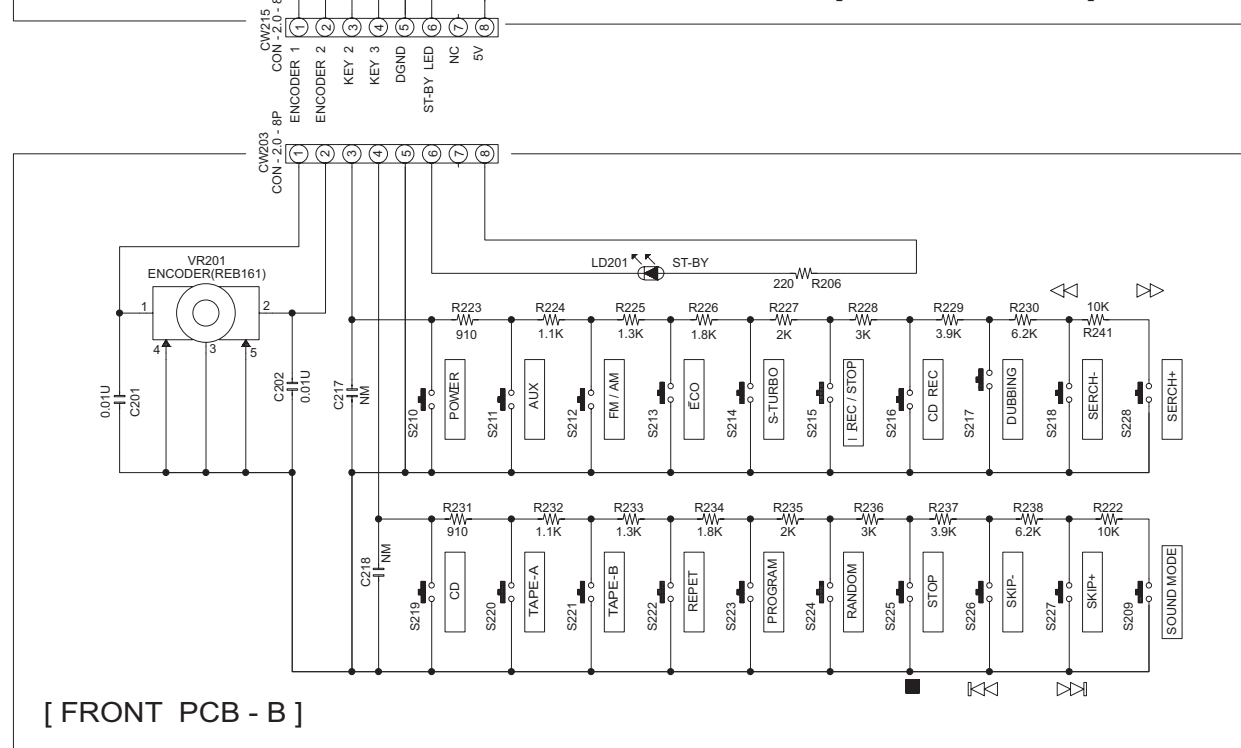 CW215
CON - 2.0 - 8
1 2 3 4 5 6 7 8
ENCODER 1
ENCODER 2
KEY 2
KEY 3
DGND
ST-BY LED
NC
5V
CW203
CON - 2.0 - 8P
1 2 3 4 5 6 7 8
VR201
ENCODER(REB161)
1 2
4 3 5
0.01U
C201
C202
0.01U
LD201 ST-BY
220 R206
C217
NM
R223 R224 R225 R226 R227 R228 R229 R230 10K
910 1.1K 1.3K 1.8K 2K 3K 3.9K 6.2K R241
S210 POWER
S211 AUX
S212 FM / AM
S213 ECO
S214 S-TURBO
S215 REC / STOP
S216 CD REC
S217 DUBBING
S218 SERCH-
S228 SERCH+
C218
NM
R231 R232 R233 R234 R235 R236 R237 R238 R222
910 1.1K 1.3K 1.8K 2K 3K 3.9K 6.2K 10K
S219 CD
S220 TAPE-A
S221 TAPE-B
S222 REPET
S223 PROGRAM
S224 RANDOM
S225 STOP
S226 SKIP-
S227 SKIP+
S209 SOUND MODE
[ FRONT PCB - B ]